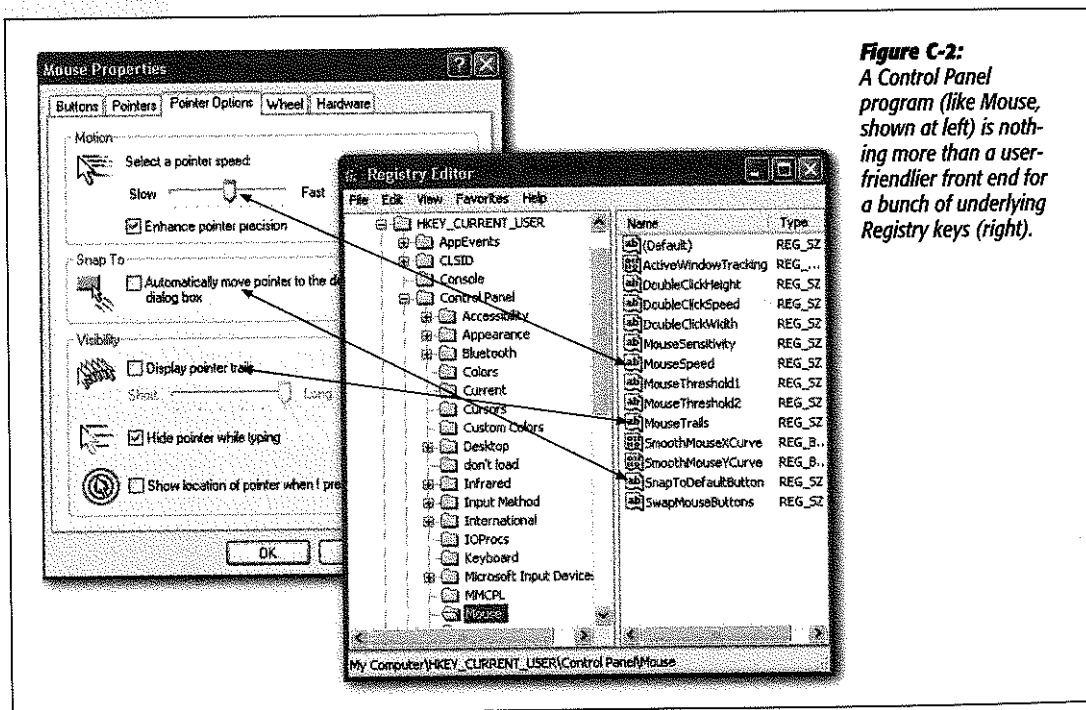 Mouse Properties
Buttons
Pointers
Pointer Options
Wheel
Hardware
Motion
Select a pointer speed:
Slow
Fast
Enhance pointer precision
Snap To
Automatically move pointer to the de
dialog box
Visibility
Display pointer trails
Short
Long
Hide pointer while typing
Show location of pointer when I pre
OK
Registry Editor
File Edit View Favorites Help
HKEY_CURRENT_USER
AppEvents
CLSID
Console
Control Panel
Accessibility
Appearance
Bluetooth
Colors
Current
Cursors
Custom Colors
Desktop
don't load
Infrared
Input Method
International
IOProcs
Keyboard
Microsoft Input Devices
MMCPL
Mouse
Name Type
(Default) REG_SZ
ActiveWindowTracking REG_...
DoubleClickHeight REG_SZ
DoubleClickSpeed REG_SZ
DoubleClickWidth REG_SZ
MouseSensitivity REG_SZ
MouseSpeed REG_SZ
MouseThreshold1 REG_SZ
MouseThreshold2 REG_SZ
MouseTrails REG_SZ
SmoothMouseXCurve REG_B..
SmoothMouseYCurve REG_B..
SnapToDefaultButton REG_SZ
SwapMouseButtons REG_SZ
My Computer\HKEY_CURRENT_USER\Control Panel\Mouse
Figure C-2:
A Control Panel
program (like Mouse,
shown at left) is noth-
ing more than a user-
friendlier front end for
a bunch of underlying
Registry keys (right).